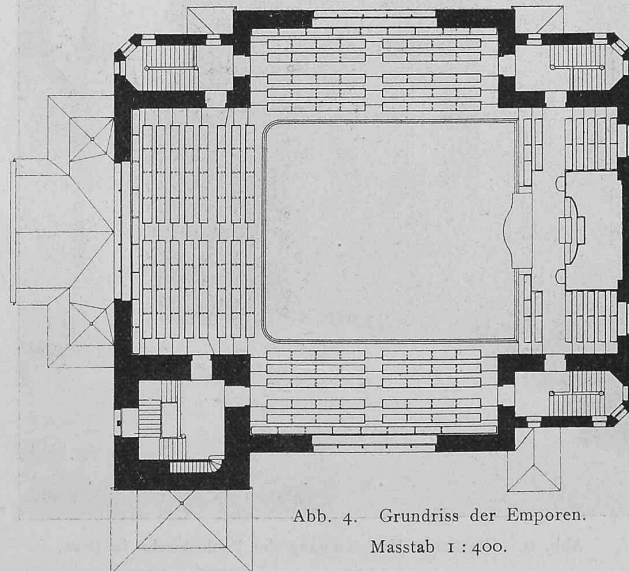 Abb. 4. Grundriss der Emporen.
Masstab 1 : 400.